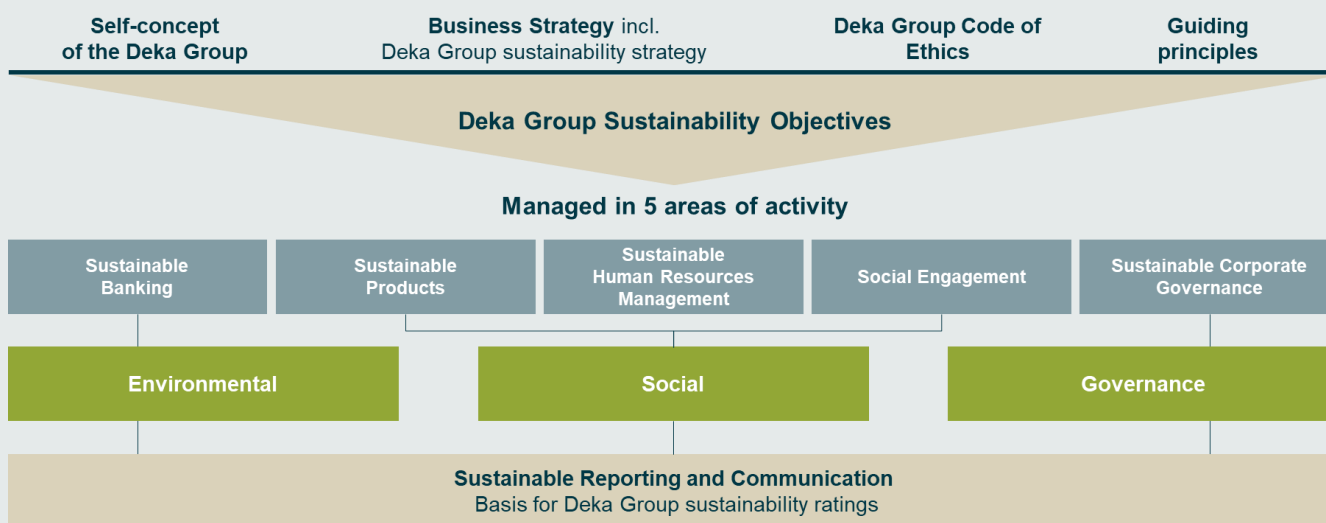 Self-concept
of the Deka Group
Business Strategy incl.
Deka Group sustainability strategy
Deka Group Code of
Ethics
Guiding
principles
Deka Group Sustainability Objectives
Managed in 5 areas of activity
Sustainable
Banking
Sustainable
Products
Sustainable
Human Resources
Management
Social Engagement
Sustainable Corporate
Governance
Environmental
Social
Governance
Sustainable Reporting and Communication
Basis for Deka Group sustainability ratings